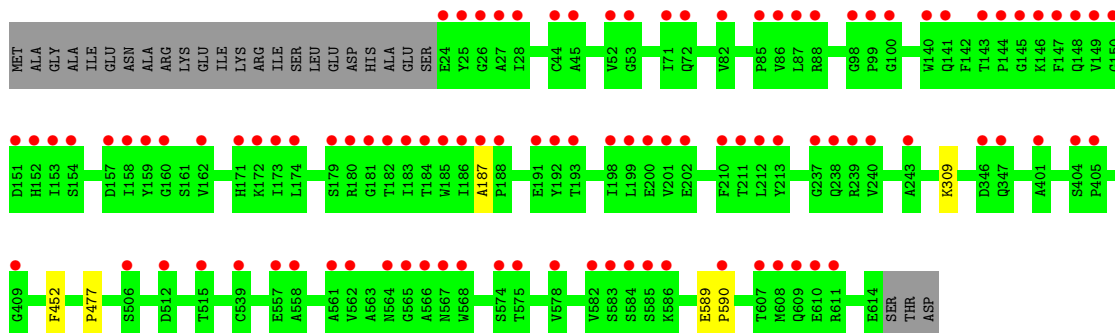 MET ALA GLY ALA ILE GLU ASN ALA ARG LYS GLU ILE LYS ARG ILE SER LEU GLU ASP HIS ALA GLU SER E24 Y25 G26 A27 I28 C44 A45 V52 G53 I71 Q72 V82 P85 V86 L87 R88 G98 P99 G100 W140 Q141 F142 T143 P144 G145 K146 F147 Q148 V149
D151 H152 I153 S154 D157 I158 Y159 G160 S161 V162 H171 K172 I173 L174 S179 R180 G181 T182 I183 T184 W185 I186 A187 P188 E191 Y192 T193 I198 L199 E200 V201 E202 F210 T211 L212 Y213 G237 Q238 R239 V240 A243 K309 D346 Q347 A401 S404 P405
G409 F452 P477 S506 D512 T515 C539 E557 A558 A561 V562 A563 N564 G565 A566 N567 W568 S574 T575 V578 V582 S583 S584 S585 K586 E589 P590 T607 M608 Q609 E610 R611 E614 SER THR ASP